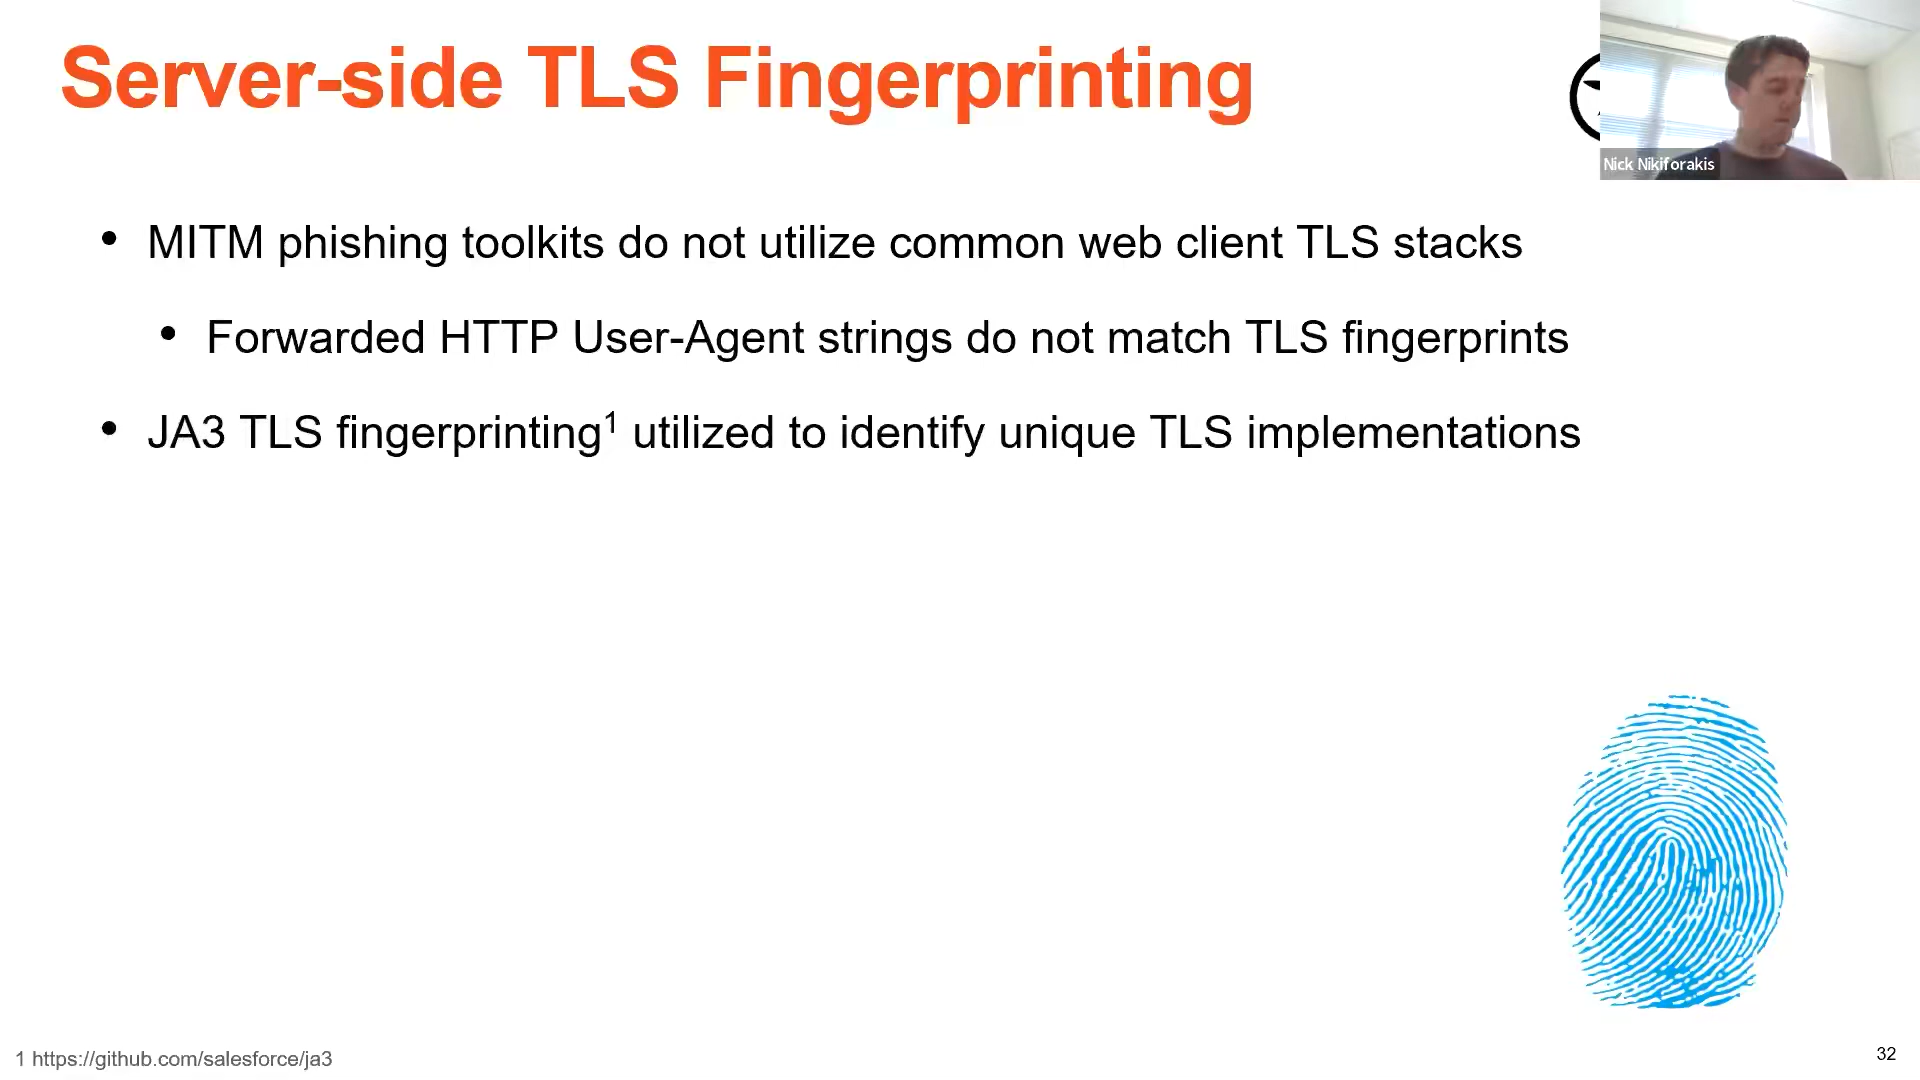 Server-side TLS Fingerprinting
Nick Nikiforakis
• MITM phishing toolkits do not utilize common web client TLS stacks
• Forwarded HTTP User-Agent strings do not match TLS fingerprints
• JA3 TLS fingerprinting¹ utilized to identify unique TLS implementations
1 https://github.com/salesforce/ja3
32